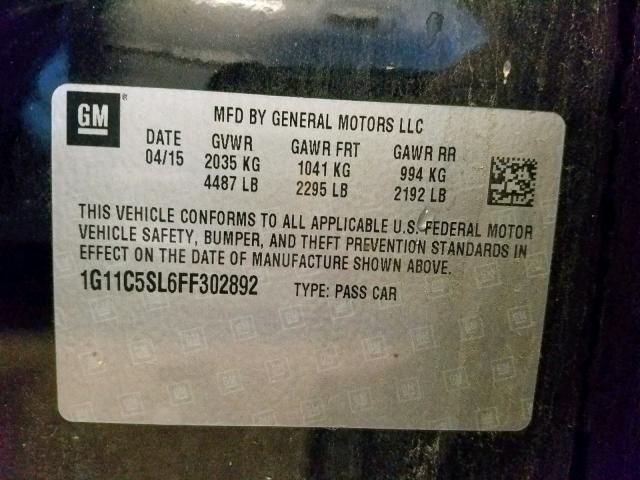 GM
MFD BY GENERAL MOTORS LLC
DATE GVWR GAWR FRT GAWR RR
04/15 2035 KG 1041 KG 994 KG
4487 LB 2295 LB 2192 LB
THIS VEHICLE CONFORMS TO ALL APPLICABLE U.S. FEDERAL MOTOR
VEHICLE SAFETY, BUMPER, AND THEFT PREVENTION STANDARDS IN
EFFECT ON THE DATE OF MANUFACTURE SHOWN ABOVE.
1G11C5SL6FF302892 TYPE: PASS CAR